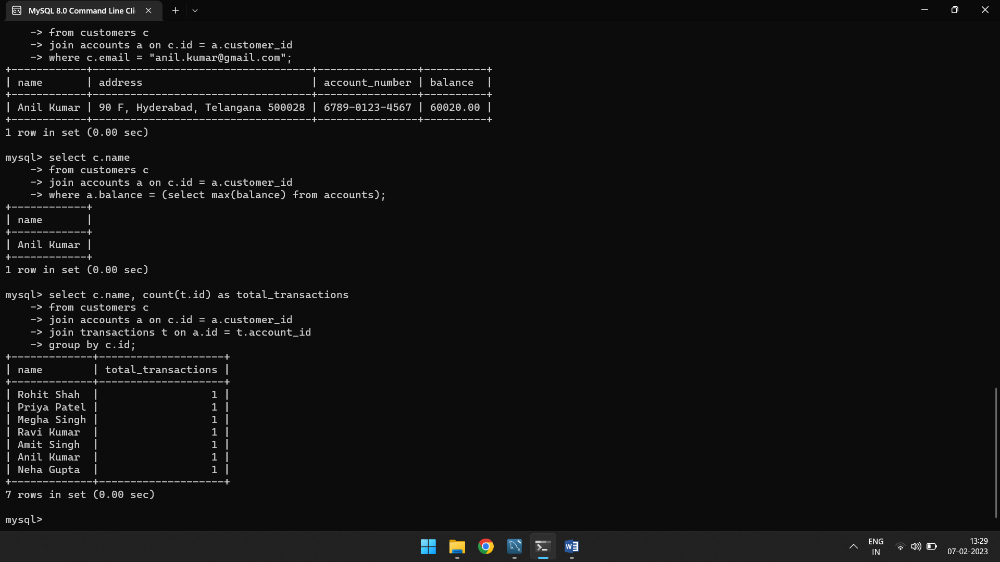 MySQL 8.0 Command Line Cli
    -> from customers c
    -> join accounts a on c.id = a.customer_id
    -> where c.email = "anil.kumar@gmail.com";
+------------+-----------------------------------+----------------+----------+
| name       | address                           | account_number | balance  |
+------------+-----------------------------------+----------------+----------+
| Anil Kumar | 90 F, Hyderabad, Telangana 500028 | 6789-0123-4567 | 60020.00 |
+------------+-----------------------------------+----------------+----------+
1 row in set (0.00 sec)
mysql> select c.name
    -> from customers c
    -> join accounts a on c.id = a.customer_id
    -> where a.balance = (select max(balance) from accounts);
+------------+
| name       |
+------------+
| Anil Kumar |
+------------+
1 row in set (0.00 sec)
mysql> select c.name, count(t.id) as total_transactions
    -> from customers c
    -> join accounts a on c.id = a.customer_id
    -> join transactions t on a.id = t.account_id
    -> group by c.id;
+-------------+--------------------+
| name        | total_transactions |
+-------------+--------------------+
| Rohit Shah  |                  1 |
| Priya Patel |                  1 |
| Megha Singh |                  1 |
| Ravi Kumar  |                  1 |
| Amit Singh  |                  1 |
| Anil Kumar  |                  1 |
| Neha Gupta  |                  1 |
+-------------+--------------------+
7 rows in set (0.00 sec)
mysql>
W
ENG
IN
13:29
07-02-2023